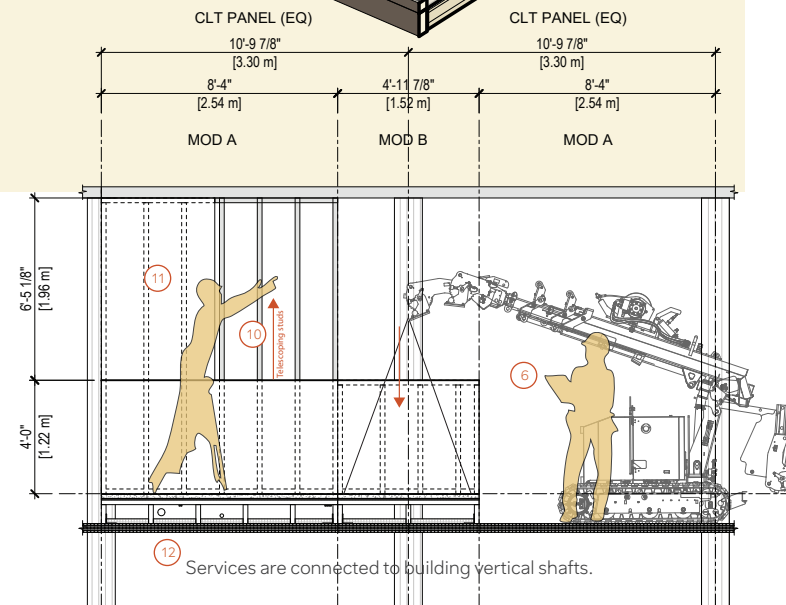 CLT PANEL (EQ) CLT PANEL (EQ)
10'-9 7/8" 10'-9 7/8"
[3.30 m] [3.30 m]
8'-4" 4'-11 7/8" 8'-4"
[2.54 m] [1.52 m] [2.54 m]
MOD A MOD B MOD A
6'-5 1/8"
[1.96 m]
11
10
Telescoping studs
6
4'-0"
[1.22 m]
12
Services are connected to building vertical shafts.